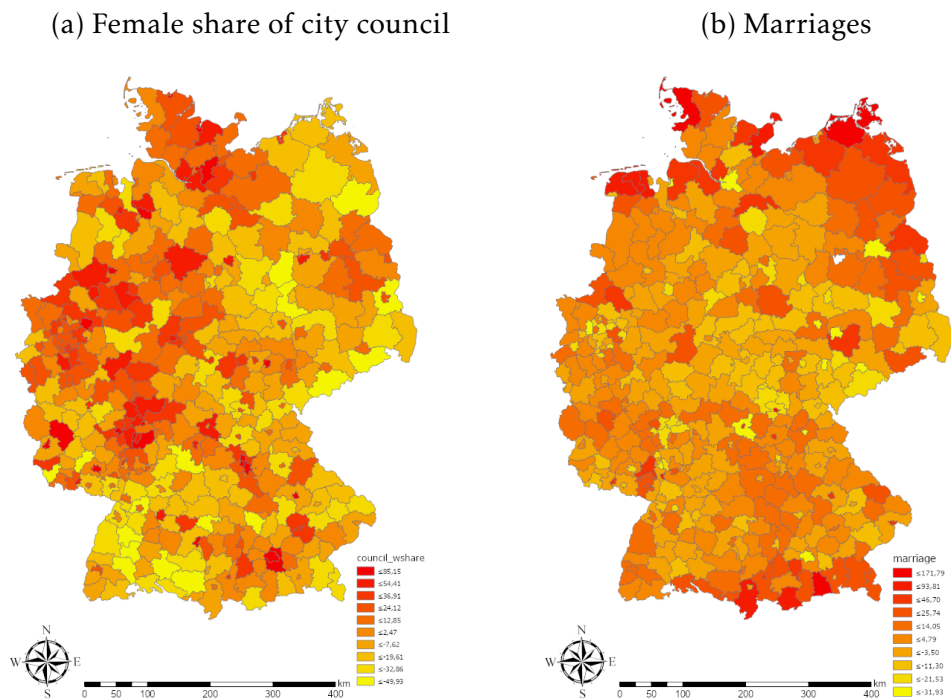 (a) Female share of city council
(b) Marriages
council_wshare
≤85,15
≤54,41
≤36,91
≤24,12
≤12,85
≤2,47
≤-7,62
≤-19,61
≤-32,86
≤-49,93
N
W E
S
0 50 100 200 300 400
km
marriage
≤171,79
≤93,81
≤46,70
≤25,74
≤14,05
≤4,79
≤-3,50
≤-11,30
≤-21,53
N
W E
S
0 50 100 200 300 400
km